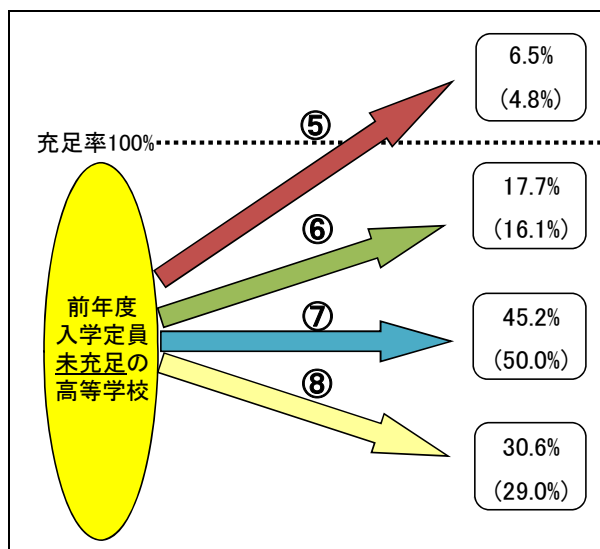 6.5%
(4.8%)
⑤
充足率100%
17.7%
(16.1%)
⑥
前年度
入学定員
未充足の
高等学校
⑦
45.2%
(50.0%)
⑧
30.6%
(29.0%)